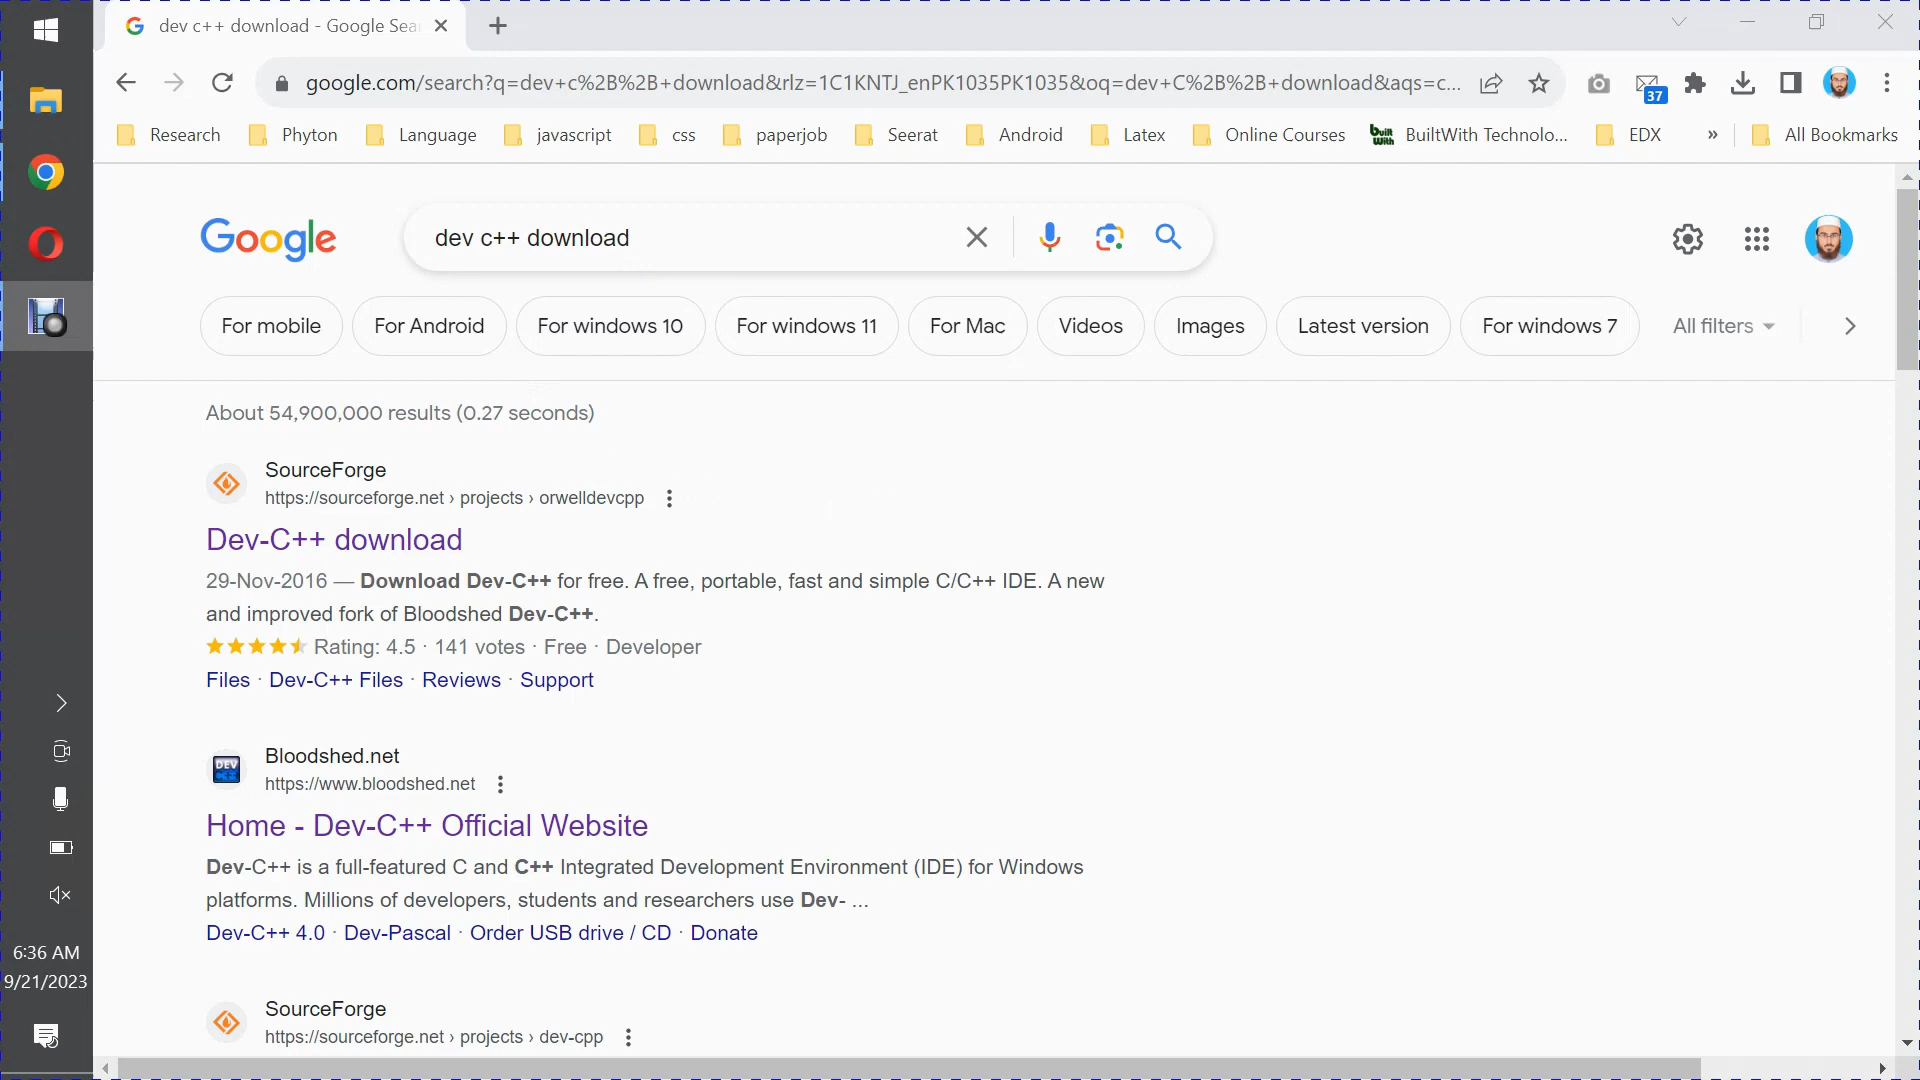 dev c++ download - Google Sea
google.com/search?q=dev+c%2B%2B+download&rlz=1C1KNTJ_enPK1035PK1035&oq=dev+C%2B%2B+download&aqs=c...
37
Research Phyton Language javascript css paperjob Seerat Android Latex Online Courses BuiltWith Technolo... EDX » All Bookmarks
Google
dev c++ download
For mobile For Android For windows 10 For windows 11 For Mac Videos Images Latest version For windows 7 All filters
About 54,900,000 results (0.27 seconds)
SourceForge
https://sourceforge.net › projects › orwelldevcpp
Dev-C++ download
29-Nov-2016 — Download Dev-C++ for free. A free, portable, fast and simple C/C++ IDE. A new
and improved fork of Bloodshed Dev-C++.
Rating: 4.5 · 141 votes · Free · Developer
Files · Dev-C++ Files · Reviews · Support
DEV
C++
Bloodshed.net
https://www.bloodshed.net
Home - Dev-C++ Official Website
Dev-C++ is a full-featured C and C++ Integrated Development Environment (IDE) for Windows
platforms. Millions of developers, students and researchers use Dev- ...
Dev-C++ 4.0 · Dev-Pascal · Order USB drive / CD · Donate
SourceForge
https://sourceforge.net › projects › dev-cpp
6:36 AM
9/21/2023